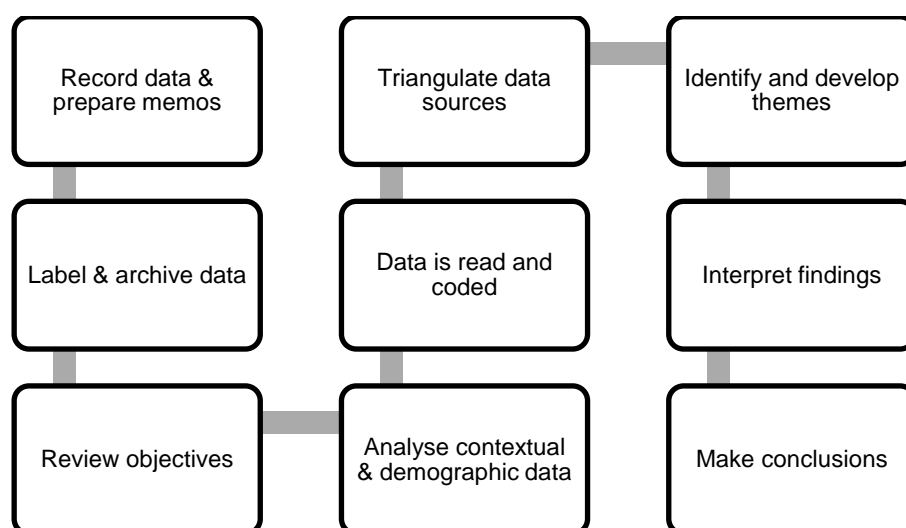 Record data &
prepare memos
Label & archive data
Review objectives
Analyse contextual
& demographic data
Data is read and
coded
Triangulate data
sources
Identify and develop
themes
Interpret findings
Make conclusions